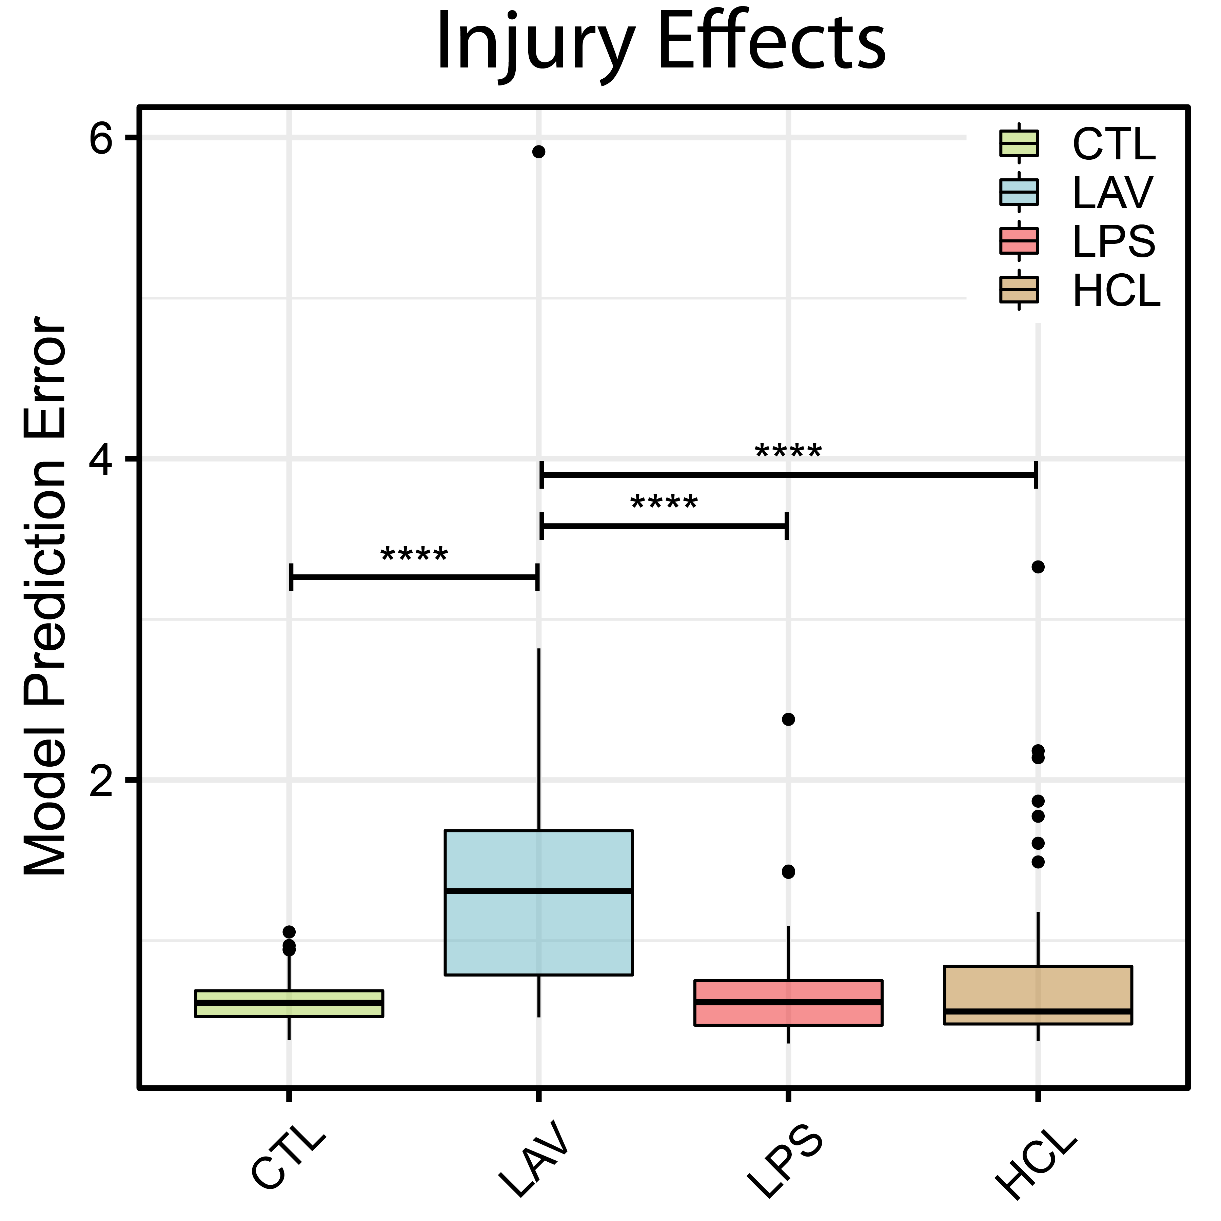 Injury Effects
Model Prediction Error
6
4
2
CTL
LAV
LPS
HCL
****
****
****
CTL
LAV
LPS
HCL